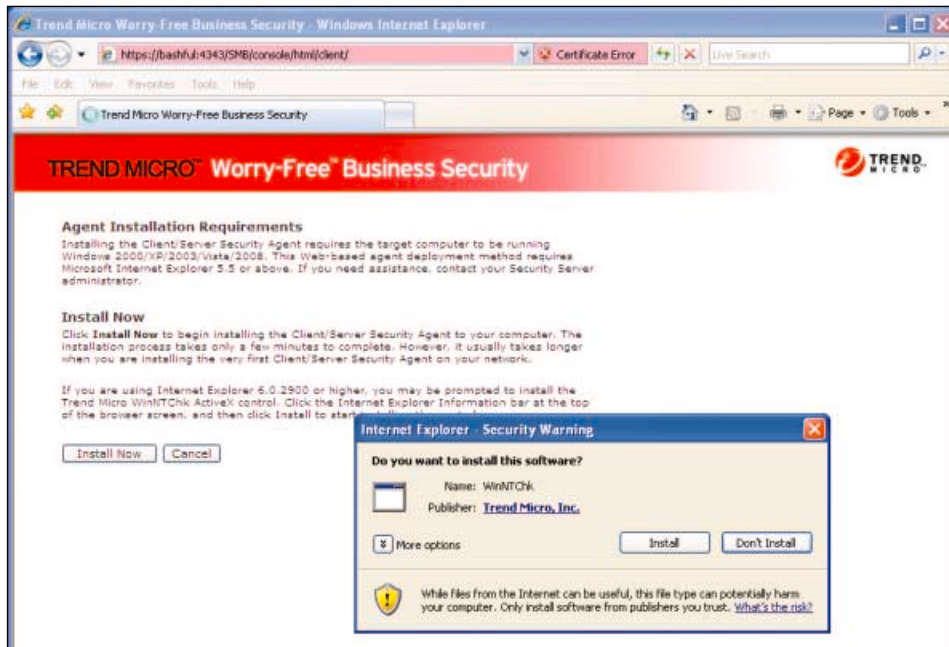 Trend Micro Worry-Free Business Security - Windows Internet Explorer
https://bashful:4343/SMB/console/html/client/
Certificate Error
Live Search
File Edit View Favorites Tools Help
Trend Micro Worry-Free Business Security
Page Tools
TREND MICRO™ Worry-Free™ Business Security
TREND MICRO™
Agent Installation Requirements
Installing the Client/Server Security Agent requires the target computer to be running
Windows 2000/XP/2003/Vista/2008. This Web-based agent deployment method requires
Microsoft Internet Explorer 5.5 or above. If you need assistance, contact your Security Server
administrator.
Install Now
Click Install Now to begin installing the Client/Server Security Agent to your computer. The
installation process takes only a few minutes to complete. However, it usually takes longer
when you are installing the very first Client/Server Security Agent on your network.
If you are using Internet Explorer 6.0.2900 or higher, you may be prompted to install the
Trend Micro WinNTChk ActiveX control. Click the Internet Explorer Information bar at the top
of the browser screen, and then click Install to start
Install Now Cancel
Internet Explorer - Security Warning
Do you want to install this software?
Name: WinNTChk
Publisher: Trend Micro, Inc.
More options
Install Don't Install
While files from the Internet can be useful, this file type can potentially harm
your computer. Only install software from publishers you trust. What's the risk?